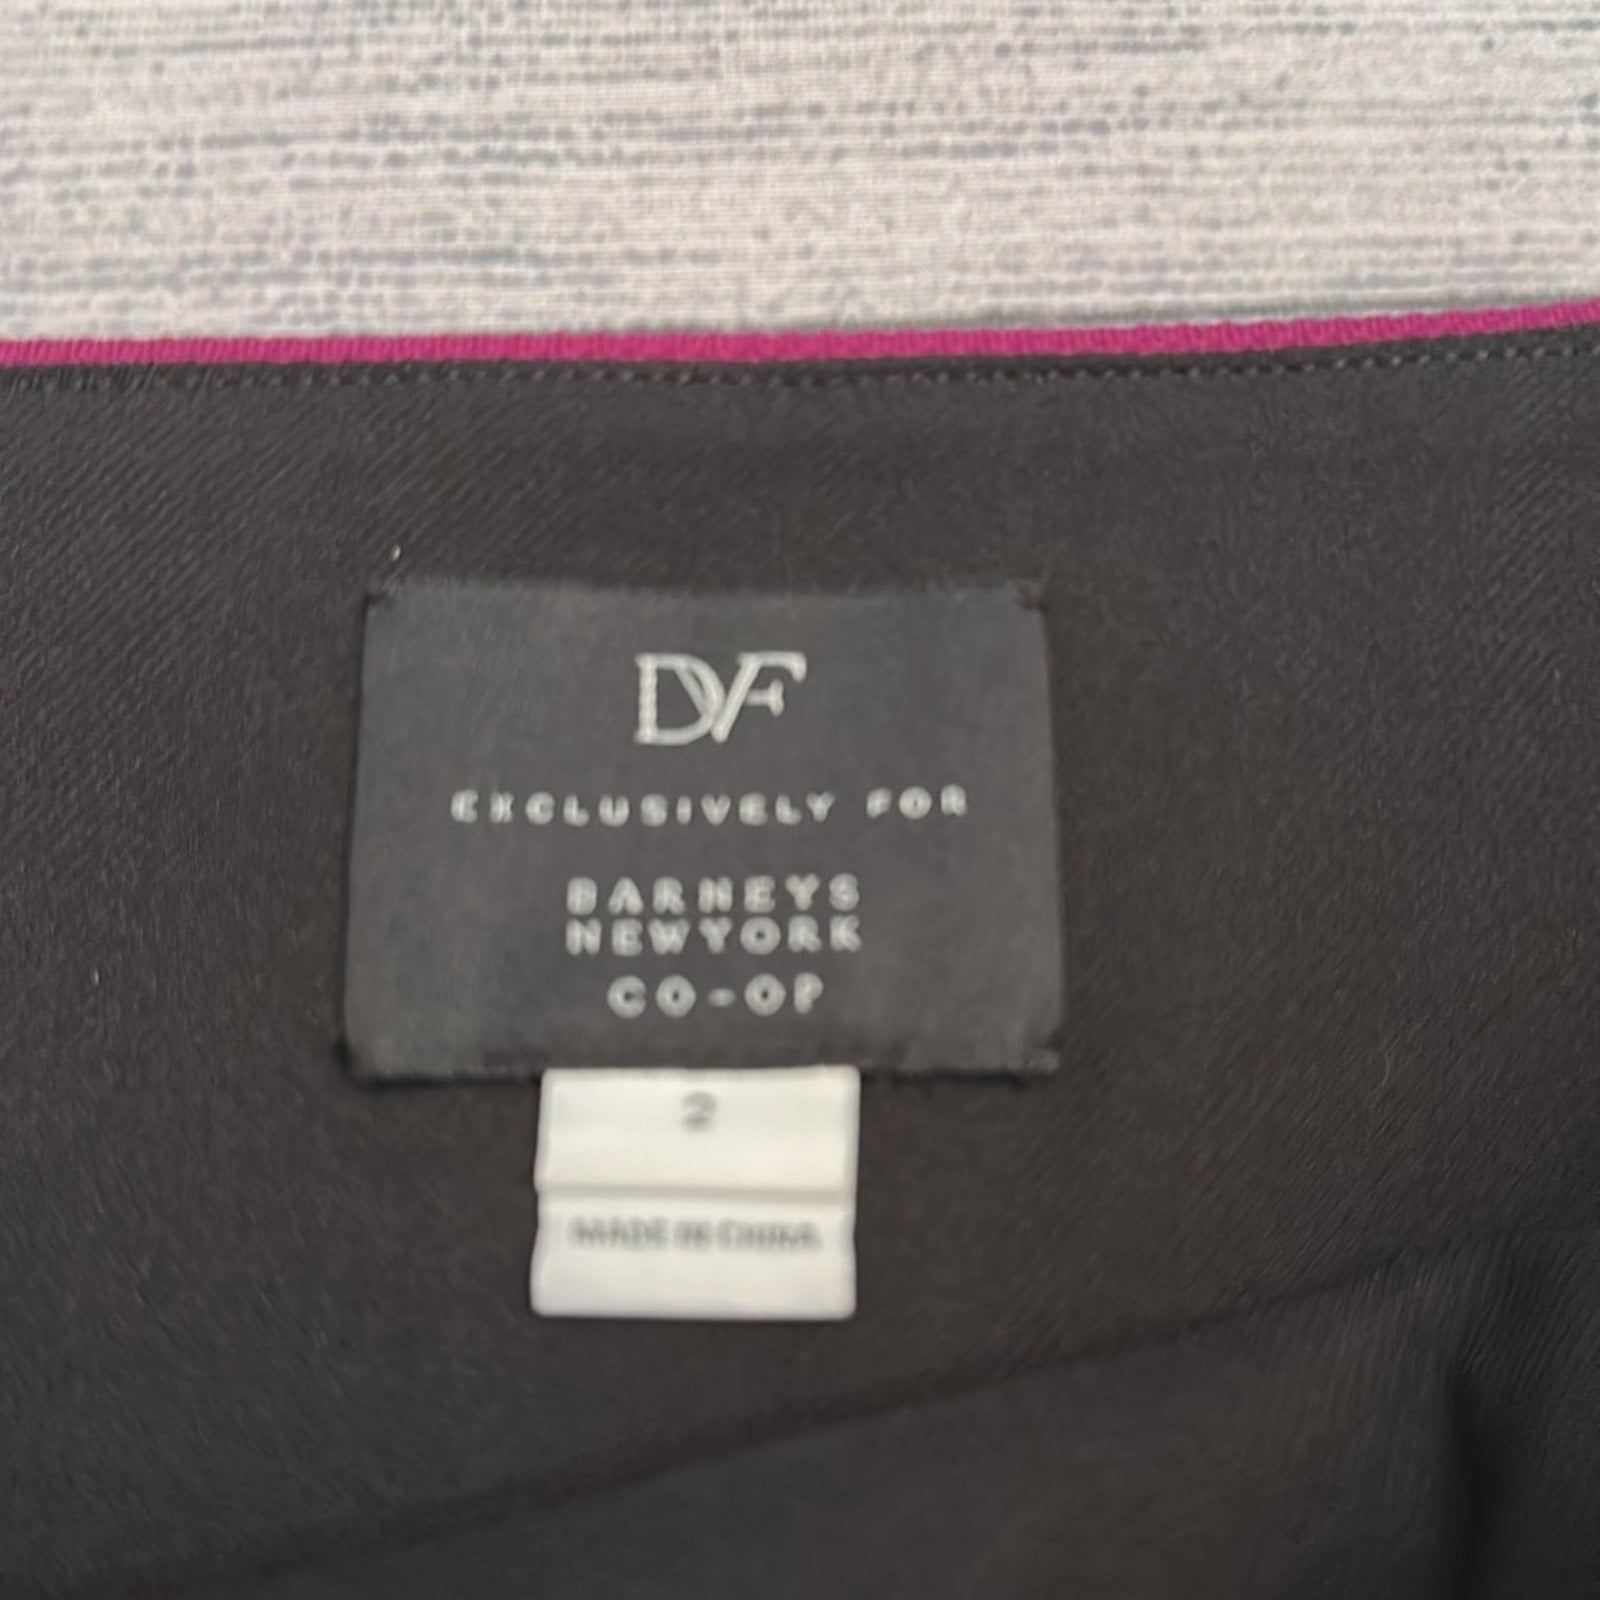 DVF
EXCLUSIVELY FOR
BARNEYS
NEWYORK
CO-OP
2
MADE IN CHINA